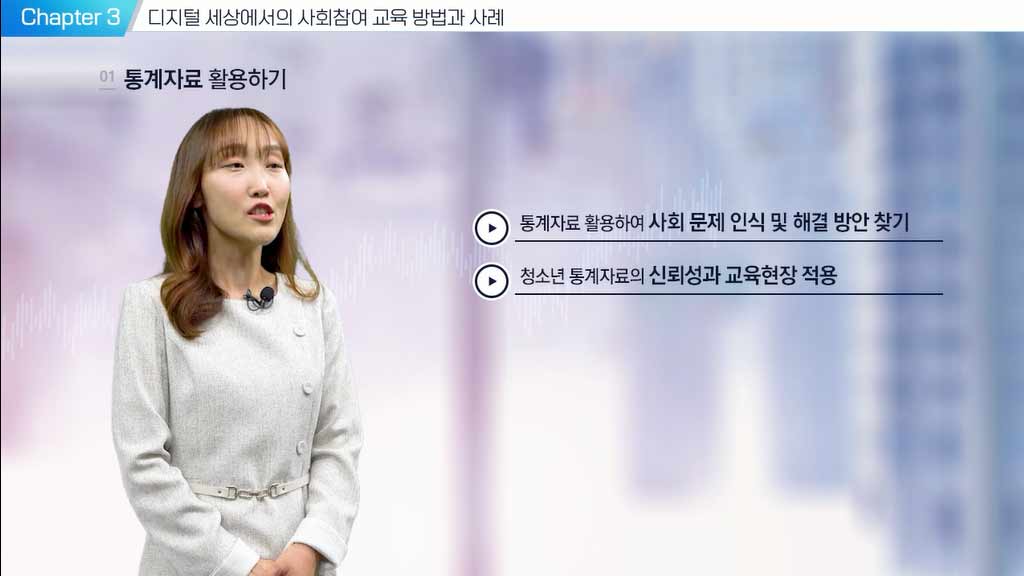 Chapter 3 디지털 세상에서의 사회참여 교육 방법과 사례
01 통계자료 활용하기
통계자료 활용하여 사회 문제 인식 및 해결 방안 찾기
청소년 통계자료의 신뢰성과 교육현장 적용